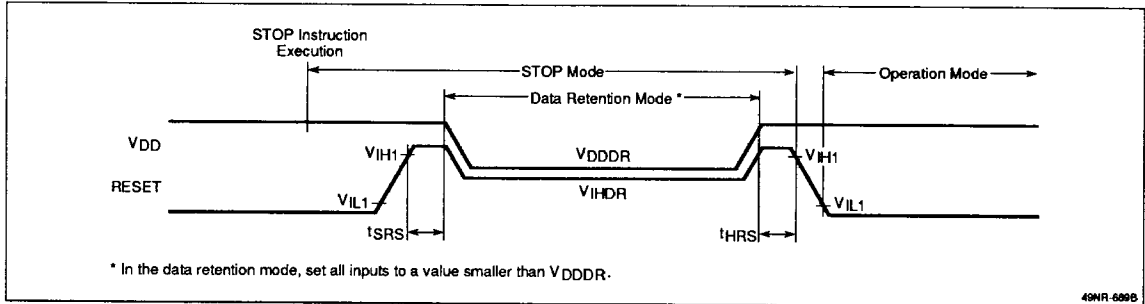 STOP Instruction
Execution
STOP Mode
Operation Mode
Data Retention Mode *
VDD
VIH1
VDDDR
VIH1
RESET
VIHDR
VIL1
VIL1
tSRS
tHRS
* In the data retention mode, set all inputs to a value smaller than VDDDR.
49NR-689B